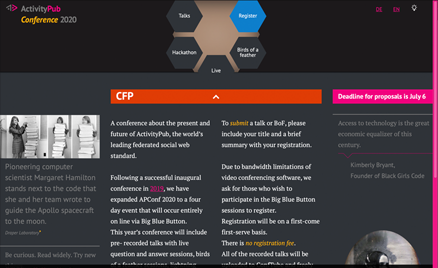 ActivityPub
Conference 2020
DE
EN
Talks
Register
Hackathon
Birds of a
feather
Live
CFP
Deadline for proposals is July 6
A conference about the present and
future of ActivityPub, the world's
leading federated social web
standard.
Following a successful inaugural
conference in 2019, we have
expanded APConf 2020 to a four
day event that will occur entirely
on line via Big Blue Button.
This year's conference will include
pre- recorded talks with live
question and answer sessions, birds
of a feather sessions, lightning
To submit a talk or BoF, please
include your title and a brief
summary with your registration.
Due to bandwidth limitations of
video conferencing software, we
ask for those who wish to
participate in the Big Blue Button
sessions to register.
Registration will be on a first-come
first-serve basis.
There is no registration fee.
All of the recorded talks will be
uploaded to ConfTube and freely
Pioneering computer
scientist Margaret Hamilton
stands next to the code that
she and her team wrote to
guide the Apollo spacecraft
to the moon.
Draper Laboratory
Be curious. Read widely. Try new
Access to technology is the great
economic equalizer of this
century.
Kimberly Bryant,
Founder of Black Girls Code